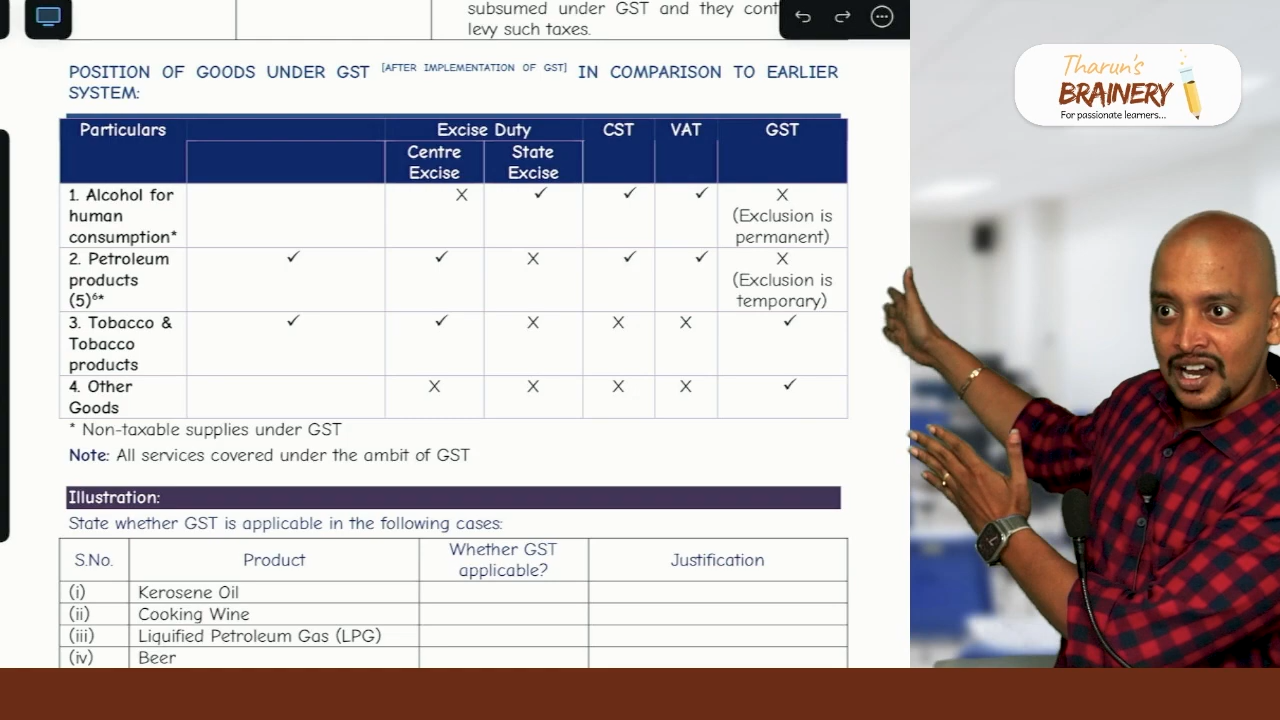 subsumed under GST and they cont
levy such taxes.
POSITION OF GOODS UNDER GST [AFTER IMPLEMENTATION OF GST] IN COMPARISON TO EARLIER
SYSTEM:
Particulars Excise Duty CST VAT GST
Centre Excise State Excise
1. Alcohol for human consumption* X ✓ ✓ ✓ X (Exclusion is permanent)
2. Petroleum products (5)⁶* ✓ ✓ X ✓ ✓ X (Exclusion is temporary)
3. Tobacco & Tobacco products ✓ ✓ X X X ✓
4. Other Goods X X X X ✓
* Non-taxable supplies under GST
Note: All services covered under the ambit of GST
Illustration:
State whether GST is applicable in the following cases:
S.No. Product Whether GST applicable? Justification
(i) Kerosene Oil
(ii) Cooking Wine
(iii) Liquified Petroleum Gas (LPG)
(iv) Beer
Tharun's
BRAINERY
For passionate learners...